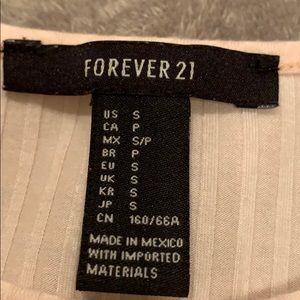 FOREVER 21
US S
CA P
MX S/P
BR P
EU S
UK S
KR S
JP S
CN 160/66A
MADE IN MEXICO
WITH IMPORTED
MATERIALS